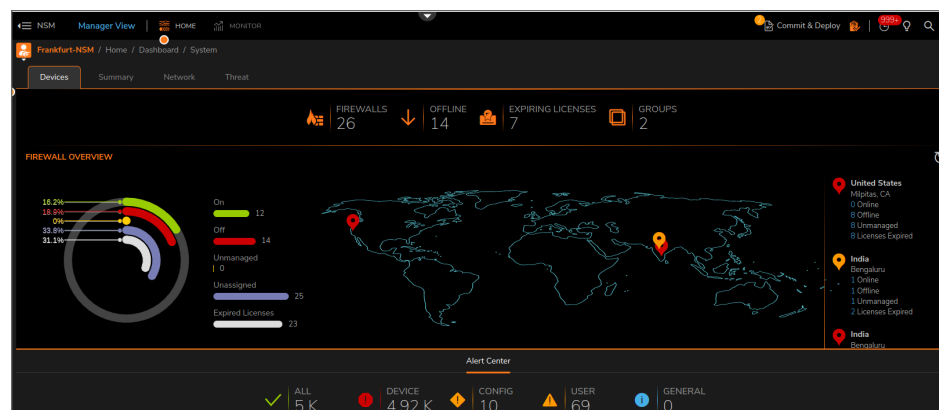 NSM Manager View HOME MONITOR 2 Commit & Deploy 999+
Frankfurt-NSM / Home / Dashboard / System
Devices Summary Network Threat
FIREWALLS OFFLINE EXPIRING LICENSES GROUPS
26 14 7 2
FIREWALL OVERVIEW
16.2%
18.9%
0%
33.8%
31.1%
On
12
Off
14
Unmanaged
0
Unassigned
25
Expired Licenses
23
United States
Milpitas, CA
0 Online
8 Offline
8 Unmanaged
8 Licenses Expired
India
Bengaluru
1 Online
1 Offline
1 Unmanaged
2 Licenses Expired
India
Bengaluru
Alert Center
ALL DEVICE CONFIG USER GENERAL
5 K 4.92 K 10 69 0